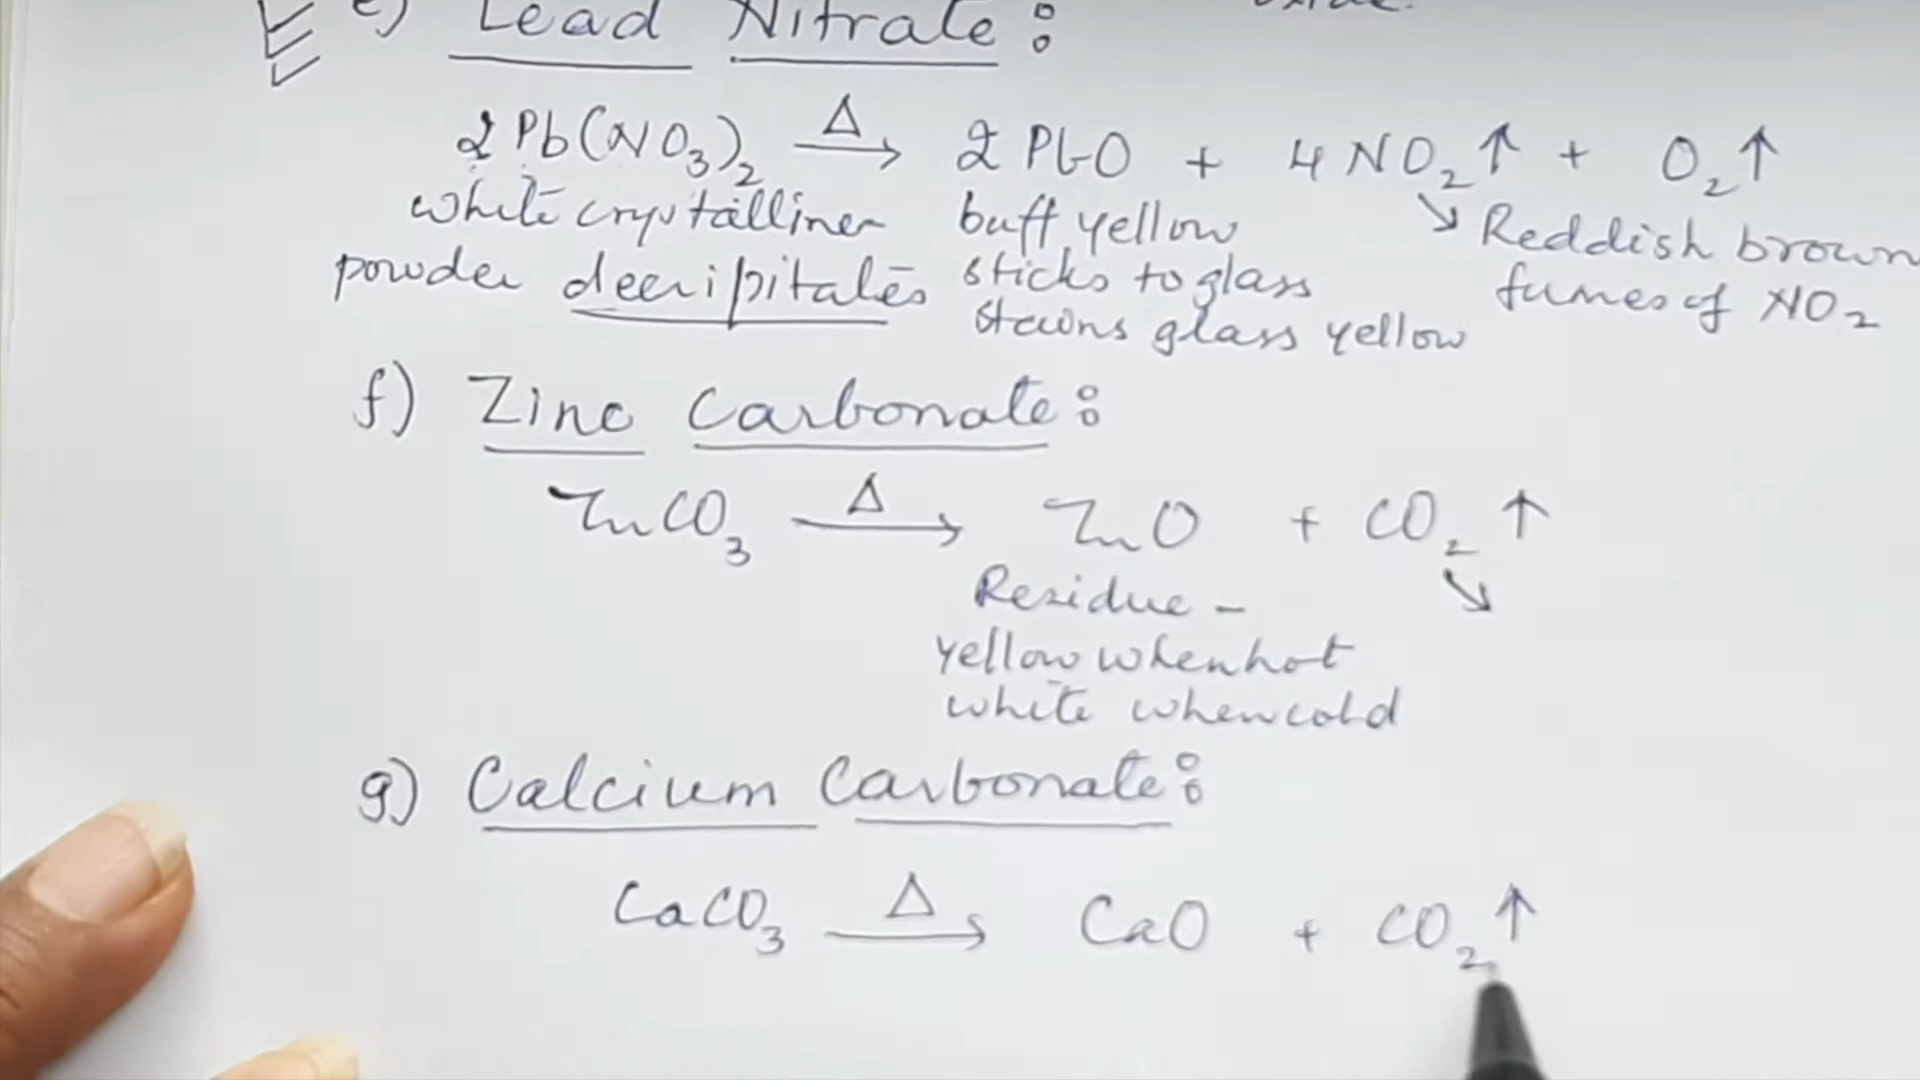 e) Lead Nitrate:
2Pb(NO₃)₂ —Δ→ 2PbO + 4NO₂↑ + O₂↑
white crystalline buff yellow ↘ Reddish brown
powder decripitates sticks to glass fumes of NO₂
stains glass yellow
f) Zinc Carbonate:
ZnCO₃ —Δ→ ZnO + CO₂↑
Residue - ↘
yellow when hot
white when cold
g) Calcium Carbonate:
CaCO₃ —Δ→ CaO + CO₂↑